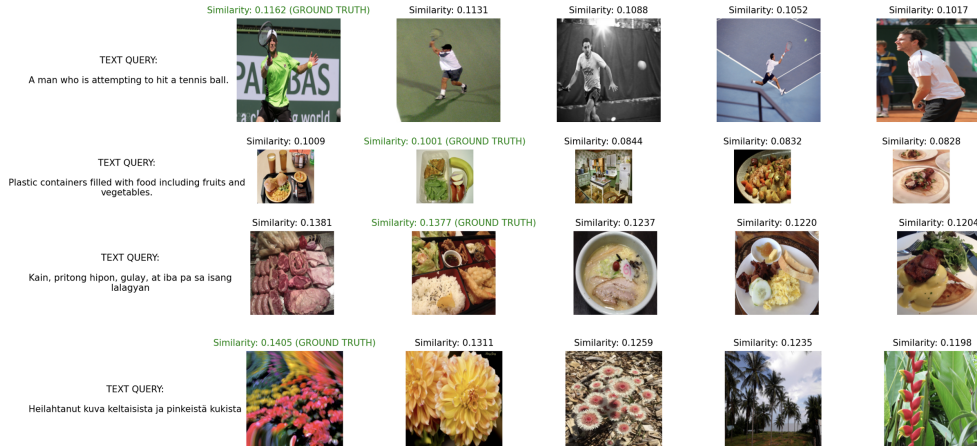 Similarity: 0.1162 (GROUND TRUTH)
Similarity: 0.1131
Similarity: 0.1088
Similarity: 0.1052
Similarity: 0.1017
TEXT QUERY:
A man who is attempting to hit a tennis ball.
Similarity: 0.1009
Similarity: 0.1001 (GROUND TRUTH)
Similarity: 0.0844
Similarity: 0.0832
Similarity: 0.0828
TEXT QUERY:
Plastic containers filled with food including fruits and
vegetables.
Similarity: 0.1381
Similarity: 0.1377 (GROUND TRUTH)
Similarity: 0.1237
Similarity: 0.1220
Similarity: 0.1204
TEXT QUERY:
Kain, pritong hipon, gulay, at iba pa sa isang
lalagyan
Similarity: 0.1405 (GROUND TRUTH)
Similarity: 0.1311
Similarity: 0.1259
Similarity: 0.1235
Similarity: 0.1198
TEXT QUERY:
Heilahtanut kuva keltaisista ja pinkeistä kukista